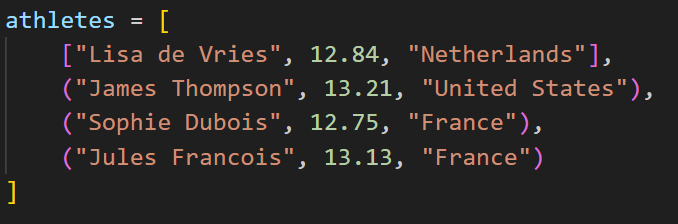 athletes = [
    ["Lisa de Vries", 12.84, "Netherlands"],
    ("James Thompson", 13.21, "United States"),
    ("Sophie Dubois", 12.75, "France"),
    ("Jules Francois", 13.13, "France")
]